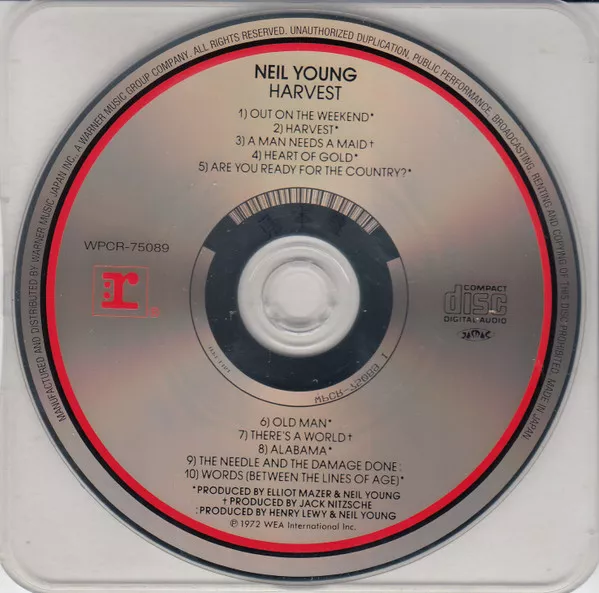 MANUFACTURED AND DISTRIBUTED BY WARNER MUSIC JAPAN INC., A WARNER MUSIC GROUP COMPANY. ALL RIGHTS RESERVED. UNAUTHORIZED DUPLICATION, PUBLIC PERFORMANCE, BROADCASTING, RENTING AND COPYING OF THIS DISC PROHIBITED. MADE IN JAPAN
NEIL YOUNG
HARVEST
1) OUT ON THE WEEKEND*
2) HARVEST*
3) A MAN NEEDS A MAID†
4) HEART OF GOLD*
5) ARE YOU READY FOR THE COUNTRY?*
WPCR-75089
r
®
COMPACT
disc
DIGITAL AUDIO
JASRAC
WPCR-75089 1
6) OLD MAN*
7) THERE'S A WORLD†
8) ALABAMA*
9) THE NEEDLE AND THE DAMAGE DONE:
10) WORDS (BETWEEN THE LINES OF AGE)*
*PRODUCED BY ELLIOT MAZER & NEIL YOUNG
† PRODUCED BY JACK NITZSCHE
:PRODUCED BY HENRY LEWY & NEIL YOUNG
℗ 1972 WEA International Inc.